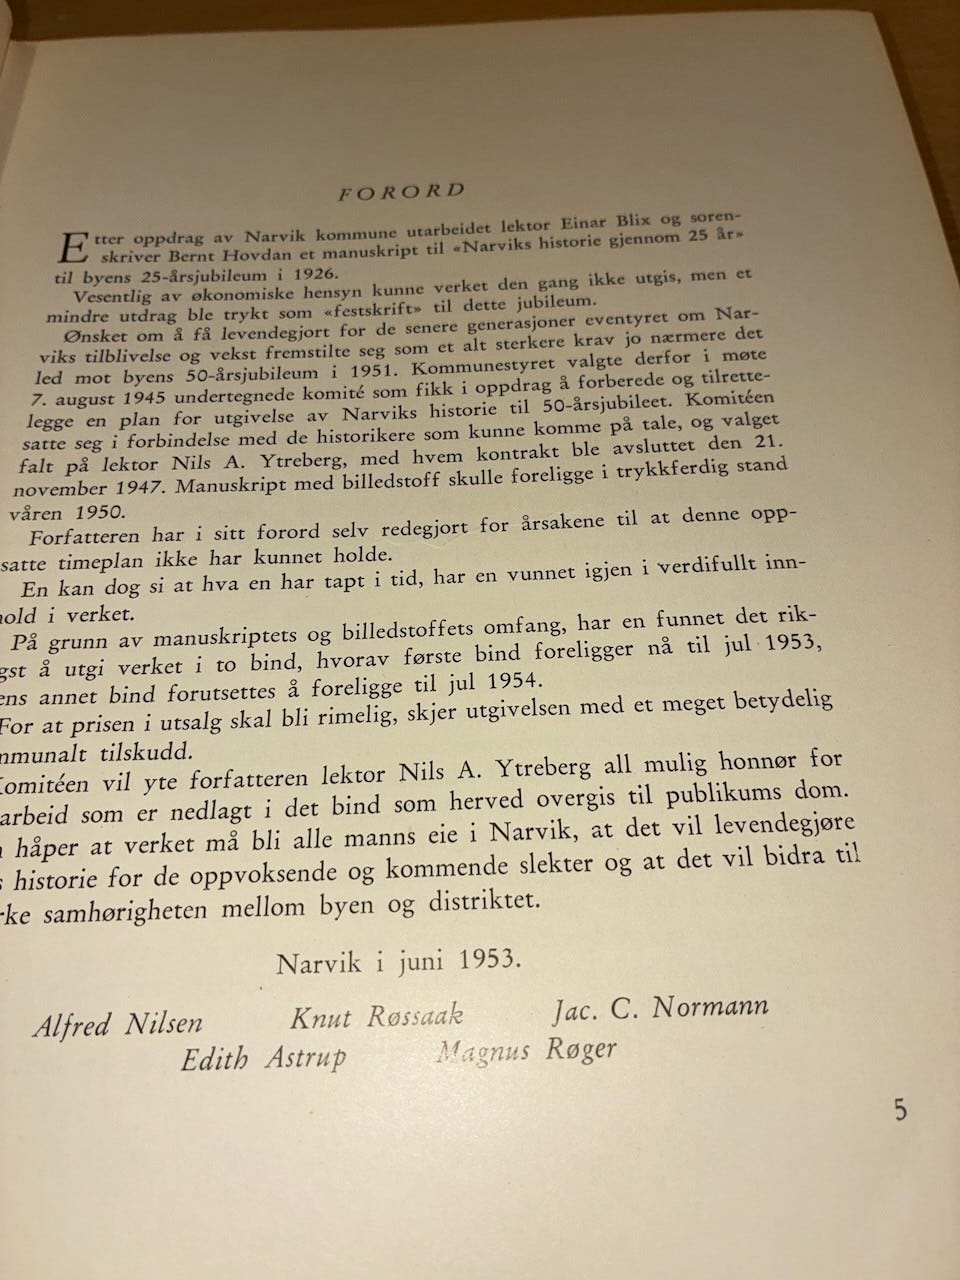 FORORD
Etter oppdrag av Narvik kommune utarbeidet lektor Einar Blix og soren-
skriver Bernt Hovdan et manuskript til «Narviks historie gjennom 25 år»
til byens 25-årsjubileum i 1926.
Vesentlig av økonomiske hensyn kunne verket den gang ikke utgis, men et
mindre utdrag ble trykt som «festskrift» til dette jubileum.
Ønsket om å få levendegjort for de senere generasjoner eventyret om Nar-
viks tilblivelse og vekst fremstilte seg som et alt sterkere krav jo nærmere det
led mot byens 50-årsjubileum i 1951. Kommunestyret valgte derfor i møte
7. august 1945 undertegnede komité som fikk i oppdrag å forberede og tilrette-
legge en plan for utgivelse av Narviks historie til 50-årsjubileet. Komitéen
satte seg i forbindelse med de historikere som kunne komme på tale, og valget
falt på lektor Nils A. Ytreberg, med hvem kontrakt ble avsluttet den 21.
november 1947. Manuskript med billedstoff skulle foreligge i trykkferdig stand
våren 1950.
Forfatteren har i sitt forord selv redegjort for årsakene til at denne opp-
satte timeplan ikke har kunnet holde.
En kan dog si at hva en har tapt i tid, har en vunnet igjen i verdifullt inn-
hold i verket.
På grunn av manuskriptets og billedstoffets omfang, har en funnet det rik-
gst å utgi verket i to bind, hvorav første bind foreligger nå til jul 1953,
ens annet bind forutsettes å foreligge til jul 1954.
For at prisen i utsalg skal bli rimelig, skjer utgivelsen med et meget betydelig
mmunalt tilskudd.
Komitéen vil yte forfatteren lektor Nils A. Ytreberg all mulig honnør for
arbeid som er nedlagt i det bind som herved overgis til publikums dom.
n håper at verket må bli alle manns eie i Narvik, at det vil levendegjøre
s historie for de oppvoksende og kommende slekter og at det vil bidra til
rke samhørigheten mellom byen og distriktet.
Narvik i juni 1953.
Alfred Nilsen Knut Røssaak Jac. C. Normann
Edith Astrup Magnus Røger
5